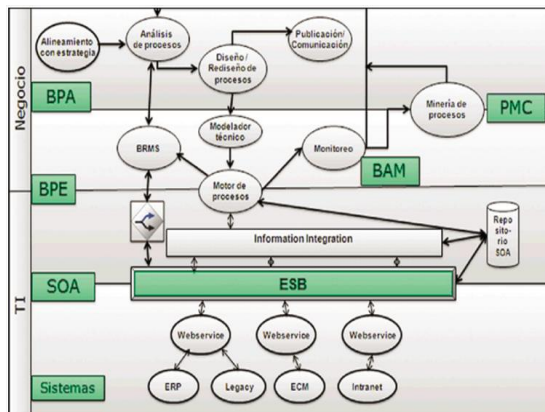 Negocio
Alineamiento
con estrategia
Análisis
de procesos
Publicación/
Comunicación
Diseño /
Rediseño de
procesos
BPA
Minería de
procesos
PMC
Modelador
técnico
BRMS
Monitoreo
BAM
BPE
Motor de
procesos
Information Integration
Repo
sito-
rio
SOA
SOA
ESB
TI
Webservice
Webservice
Webservice
Sistemas
ERP
Legacy
ECM
Intranet